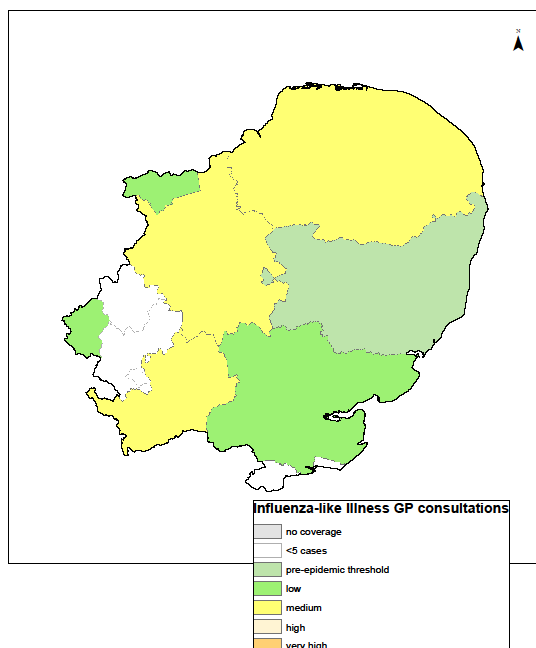 N
Influenza-like Illness GP consultations
no coverage
<5 cases
pre-epidemic threshold
low
medium
high
very high